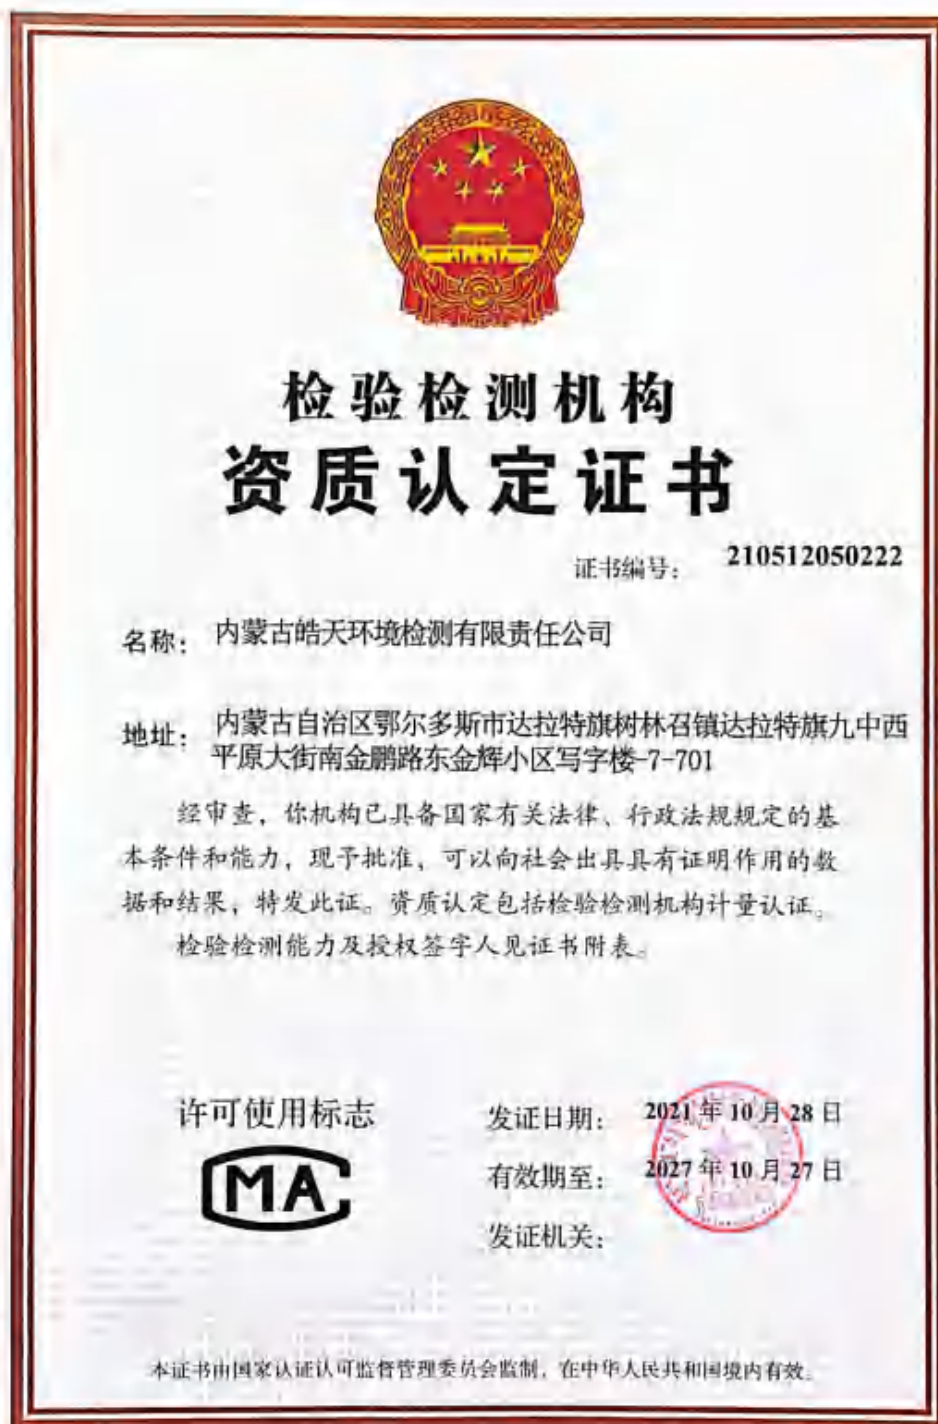 检验检测机构
资质认定证书
证书编号： 210512050222
名称： 内蒙古皓天环境检测有限责任公司
地址： 内蒙古自治区鄂尔多斯市达拉特旗树林召镇达拉特旗九中西
平原大街南金鹏路东金辉小区写字楼-7-701
经审查，你机构已具备国家有关法律、行政法规规定的基
本条件和能力，现予批准，可以向社会出具具有证明作用的数
据和结果，特发此证。资质认定包括检验检测机构计量认证。
检验检测能力及授权签字人见证书附表。
许可使用标志
MA
发证日期： 2021 年 10 月 28 日
有效期至： 2027 年 10 月 27 日
发证机关：
本证书由国家认证认可监督管理委员会监制，在中华人民共和国境内有效。